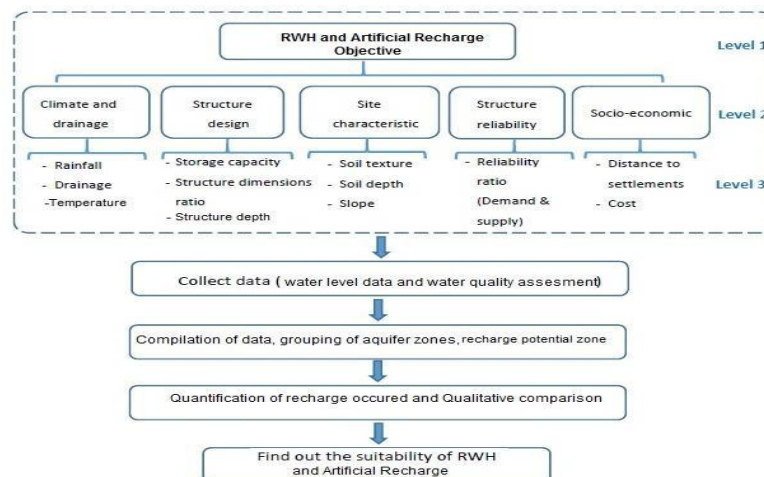 RWH and Artificial Recharge
Objective
Level 1
Climate and
drainage
Structure
design
Site
characteristic
Structure
reliability
Socio-economic
Level 2
- Rainfall
- Drainage
-Temperature
- Storage capacity
- Structure dimensions
ratio
- Structure depth
- Soil texture
- Soil depth
- Slope
- Reliability
ratio
(Demand &
supply)
- Distance to
settlements
- Cost
Level 3
Collect data ( water level data and water quality assesment)
Compilation of data, grouping of aquifer zones, recharge potential zone
Quantification of recharge occured and Qualitative comparison
Find out the suitability of RWH
and Artificial Recharge